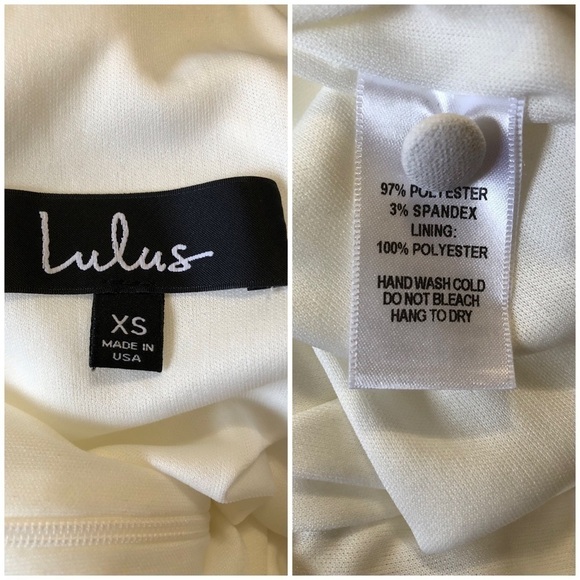 Lulus
XS
MADE IN
USA
97% POLYESTER
3% SPANDEX
LINING:
100% POLYESTER
HAND WASH COLD
DO NOT BLEACH
HANG TO DRY